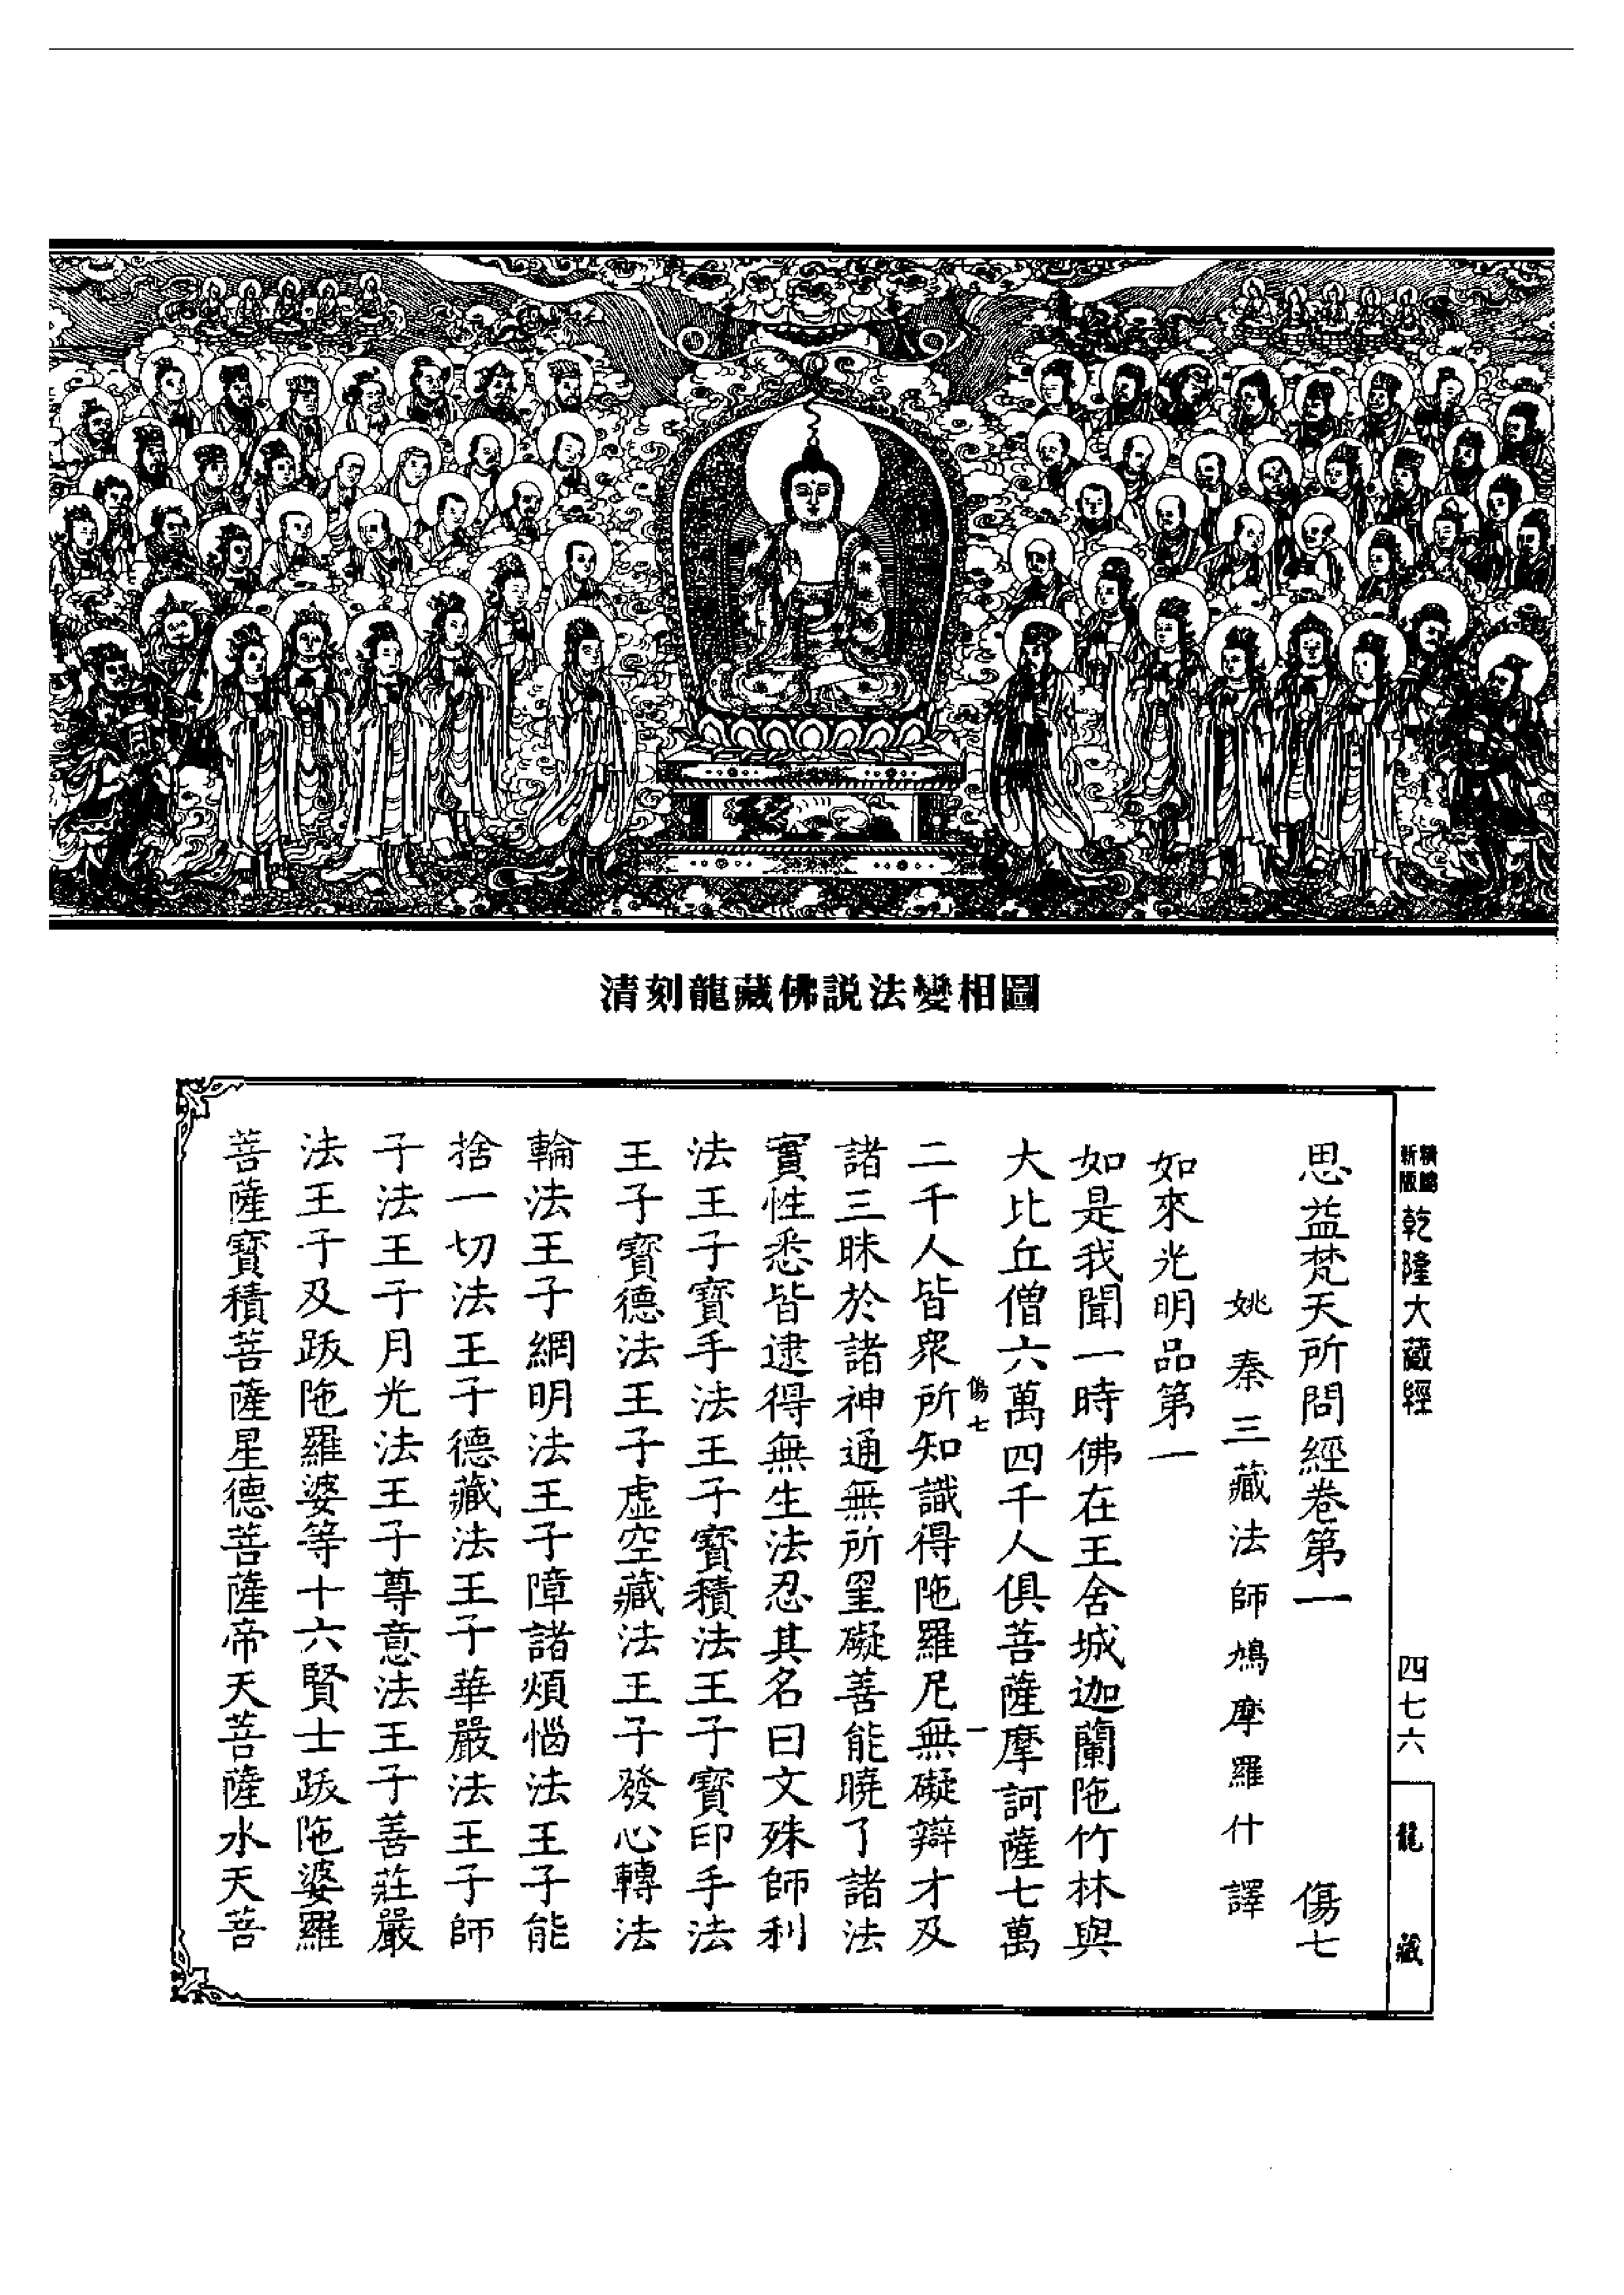 清刻龍藏佛説法變相圖
新版
精縮
乾隆大藏經
四七六
龍藏
思益梵天所問經卷第一 傷七
姚秦三藏法師鳩摩羅什譯
如來光明品第一
如是我聞一時佛在王舍城迦蘭陁竹林與
大比丘僧六萬四千人俱菩薩摩訶薩七萬
傷七 一
二千人皆衆所知識得陁羅尼無礙辯才及
諸三昧於諸神通無所罣礙善能曉了諸法
實性悉皆逮得無生法忍其名曰文殊師利
法王子寶手法王子寶積法王子寶印手法
王子寶德法王子虛空藏法王子發心轉法
輪法王子網明法王子障諸煩惱法王子能
捨一切法王子德藏法王子華嚴法王子師
子法王子月光法王子尊意法王子善莊嚴
法王子及跋陁羅婆等十六賢士跋陁婆羅
菩薩寶積菩薩星德菩薩帝天菩薩水天菩